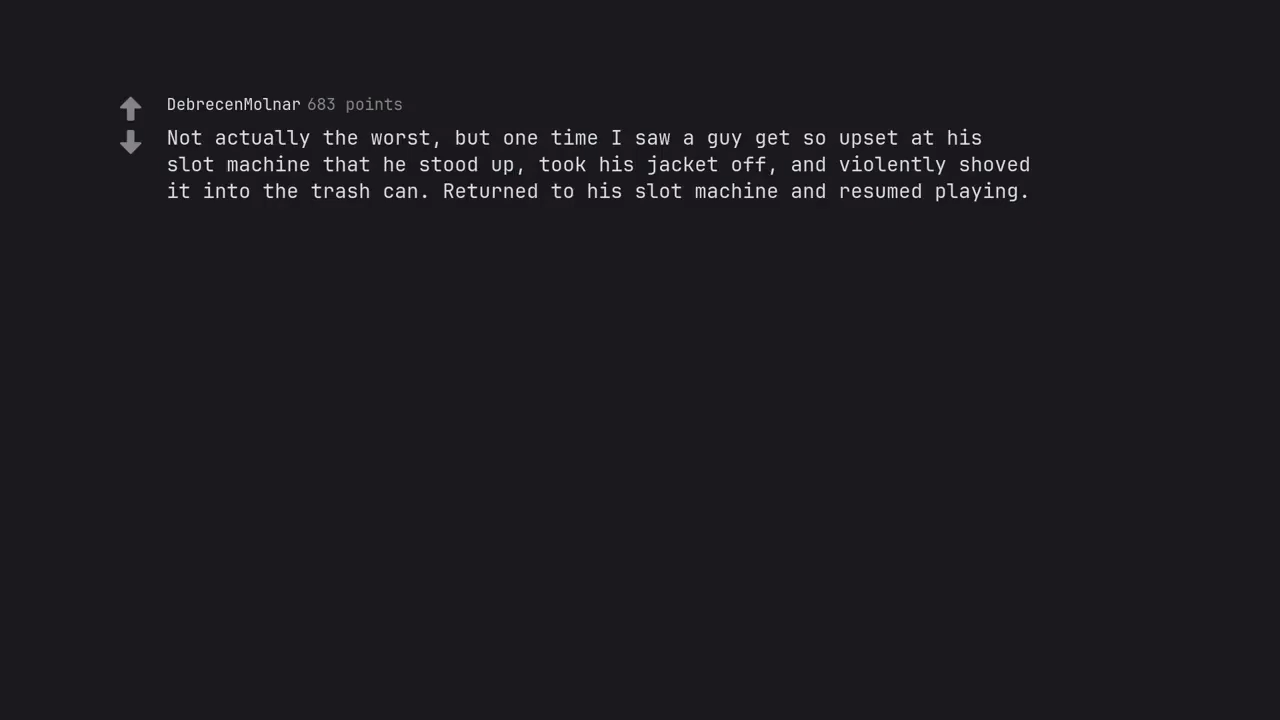 DebrecenMolnar 683 points
Not actually the worst, but one time I saw a guy get so upset at his
slot machine that he stood up, took his jacket off, and violently shoved
it into the trash can. Returned to his slot machine and resumed playing.